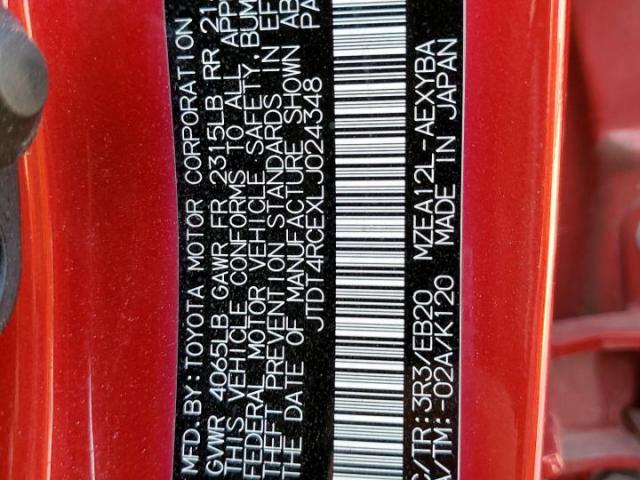 MFD. BY: TOYOTA MOTOR CORPORATION
GVWR 4065LB GAWR FR 2315LB RR 21
THIS VEHICLE CONFORMS TO ALL APP
FEDERAL MOTOR VEHICLE SAFETY, BUM
THEFT PREVENTION STANDARDS IN EF
THE DATE OF MANUFACTURE SHOWN AB
PA
JTDT4RCEXLJ024348
C/TR: 3R3/EB20 MZEA12L-AEXYBA
A/TM: -02A/K120 MADE IN JAPAN